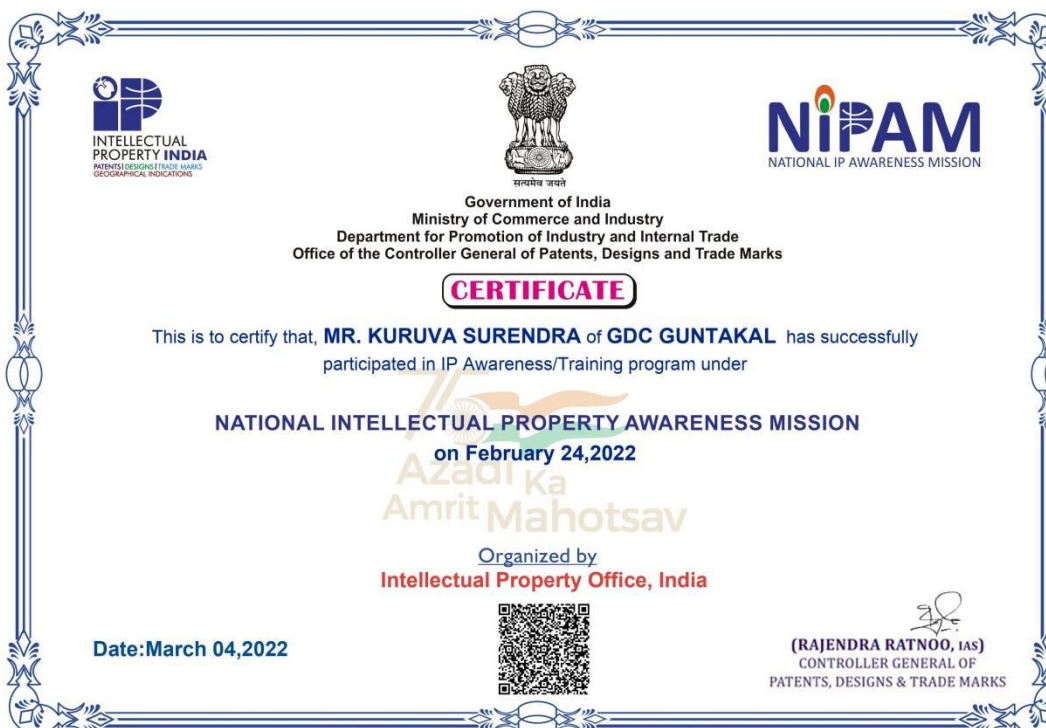 INTELLECTUAL
PROPERTY INDIA
PATENTS | DESIGNS | TRADE MARKS
GEOGRAPHICAL INDICATIONS
सत्यमेव जयते
NiPAM
NATIONAL IP AWARENESS MISSION
Government of India
Ministry of Commerce and Industry
Department for Promotion of Industry and Internal Trade
Office of the Controller General of Patents, Designs and Trade Marks
CERTIFICATE
This is to certify that, MR. KURUVA SURENDRA of GDC GUNTAKAL has successfully
participated in IP Awareness/Training program under
75
NATIONAL INTELLECTUAL PROPERTY AWARENESS MISSION
on February 24,2022
Azadi Ka
Amrit Mahotsav
Organized by
Intellectual Property Office, India
Date:March 04,2022
(RAJENDRA RATNOO, IAS)
CONTROLLER GENERAL OF
PATENTS, DESIGNS & TRADE MARKS